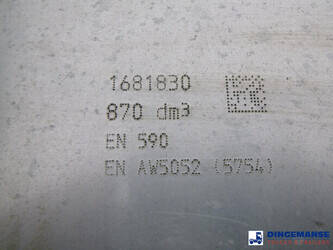 1681830
870 dm³
EN 590
EN AW5052 (5754)
DINGEMANSE